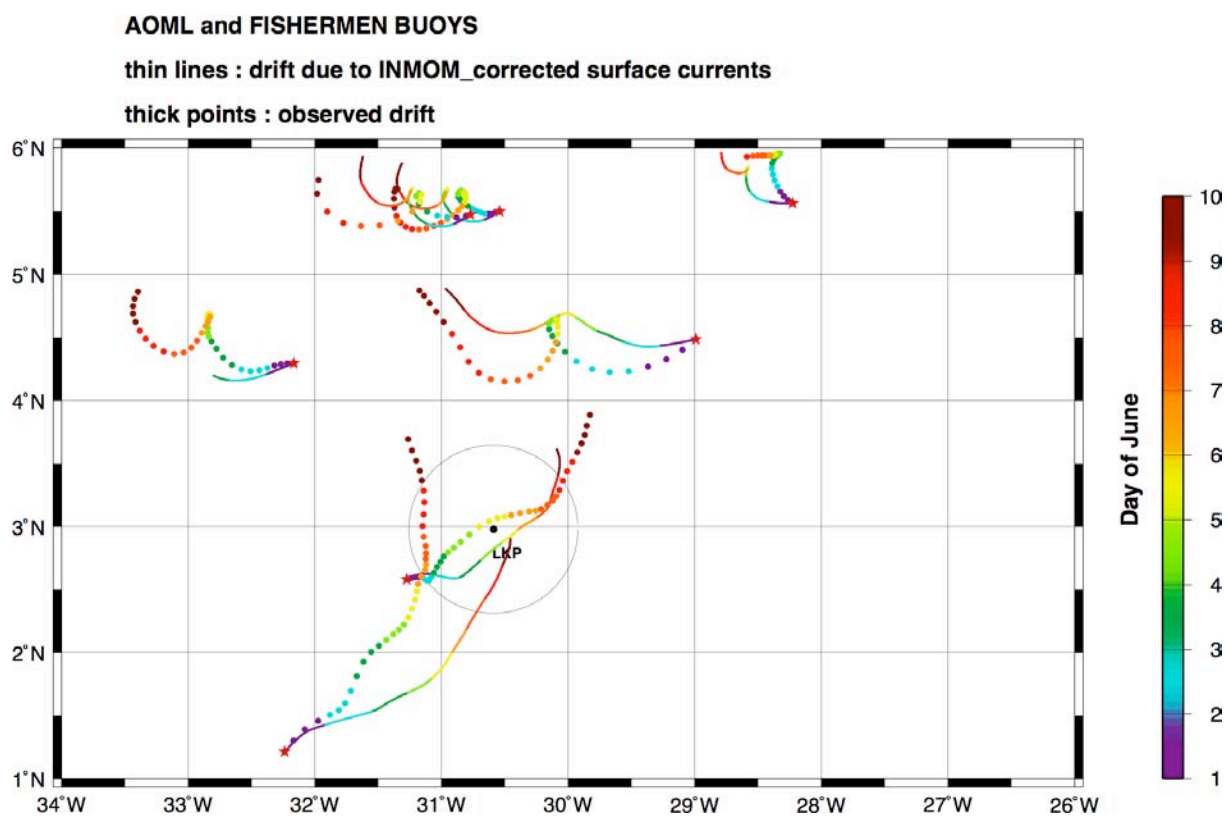 AOML and FISHERMEN BUOYS
thin lines : drift due to INMOM_corrected surface currents
thick points : observed drift
6˚N
5˚N
4˚N
3˚N
2˚N
1˚N
LKP
34˚W 33˚W 32˚W 31˚W 30˚W 29˚W 28˚W 27˚W 26˚W
10
9
8
7
6
5
4
3
2
1
Day of June